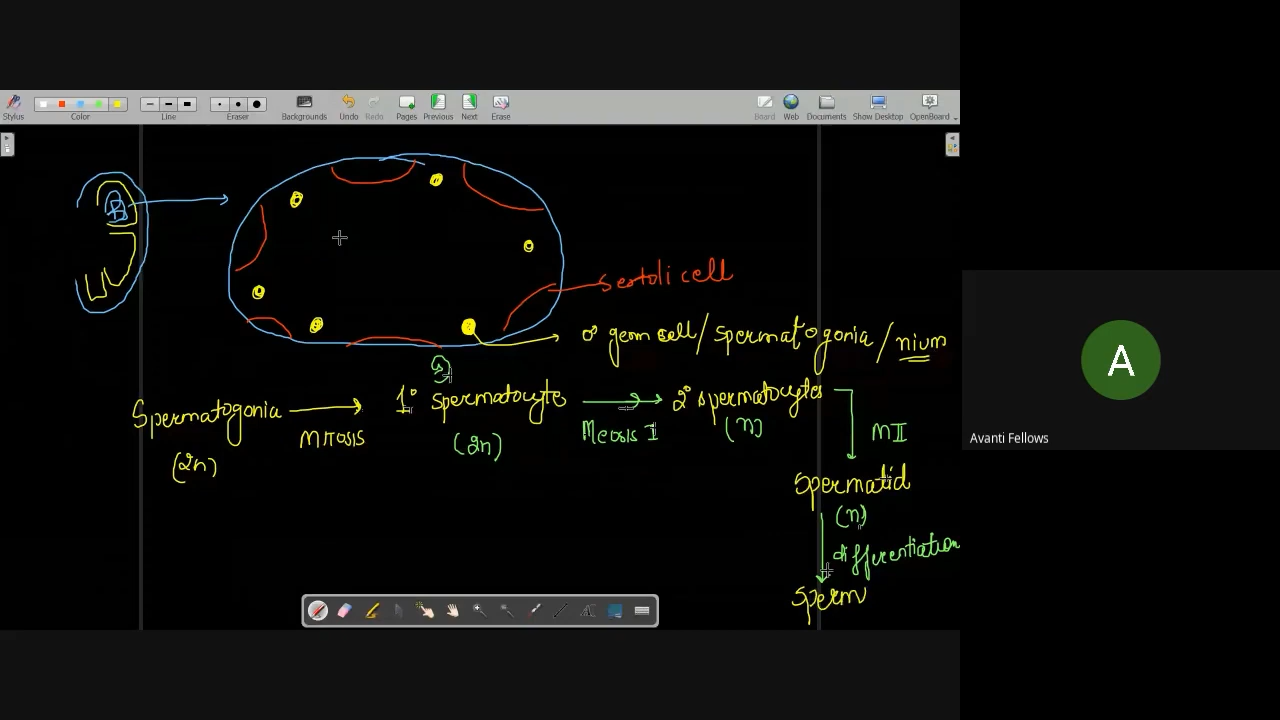 Stylus Color Line Eraser Backgrounds Undo Redo Pages Previous Next Erase Board Web Documents Show Desktop OpenBoard
B
Sertoli cell
♂ germ cell/spermatogonia/nium
Spermatogonia
MITOSIS
1° spermatocyte
Meosis I
2° spermatocytes
(2n)
(2n)
(n)
MII
spermatid
(n)
differentiation
sperm
A
Avanti Fellows